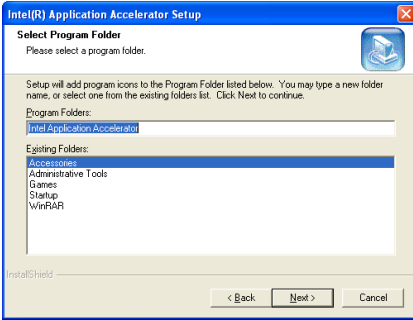 Intel(R) Application Accelerator Setup
Select Program Folder
Please select a program folder.
Setup will add program icons to the Program Folder listed below. You may type a new folder
name, or select one from the existing folders list. Click Next to continue.
Program Folders:
Intel Application Accelerator
Existing Folders:
Accessories
Administrative Tools
Games
Startup
WinRAR
InstallShield
< Back
Next >
Cancel